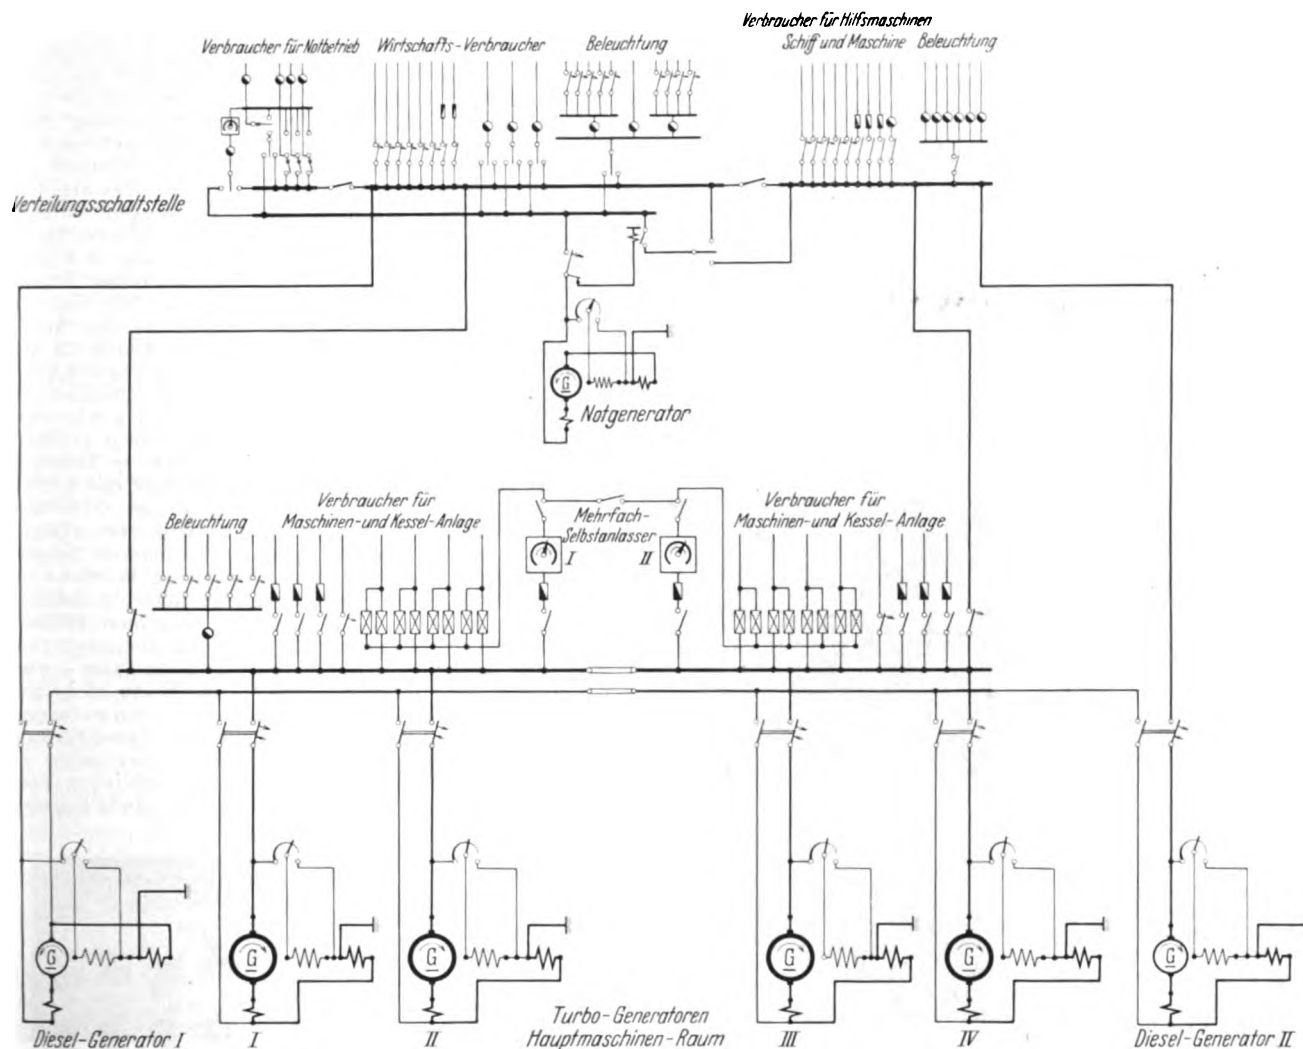 Verbraucher für Hilfsmaschinen
Verbraucher für Notbetrieb
Wirtschafts-Verbraucher
Beleuchtung
Schiff und Maschine
Beleuchtung
Verteilungsschaltstelle
G
Notgenerator
Verbraucher für
Maschinen-und Kessel-Anlage
Beleuchtung
Mehrfach-
Selbstanlasser
I
II
Verbraucher für
Maschinen-und Kessel-Anlage
G
G
G
G
G
G
Diesel-Generator I
I
II
Turbo-Generatoren
Hauptmaschinen-Raum
III
IV
Diesel-Generator II